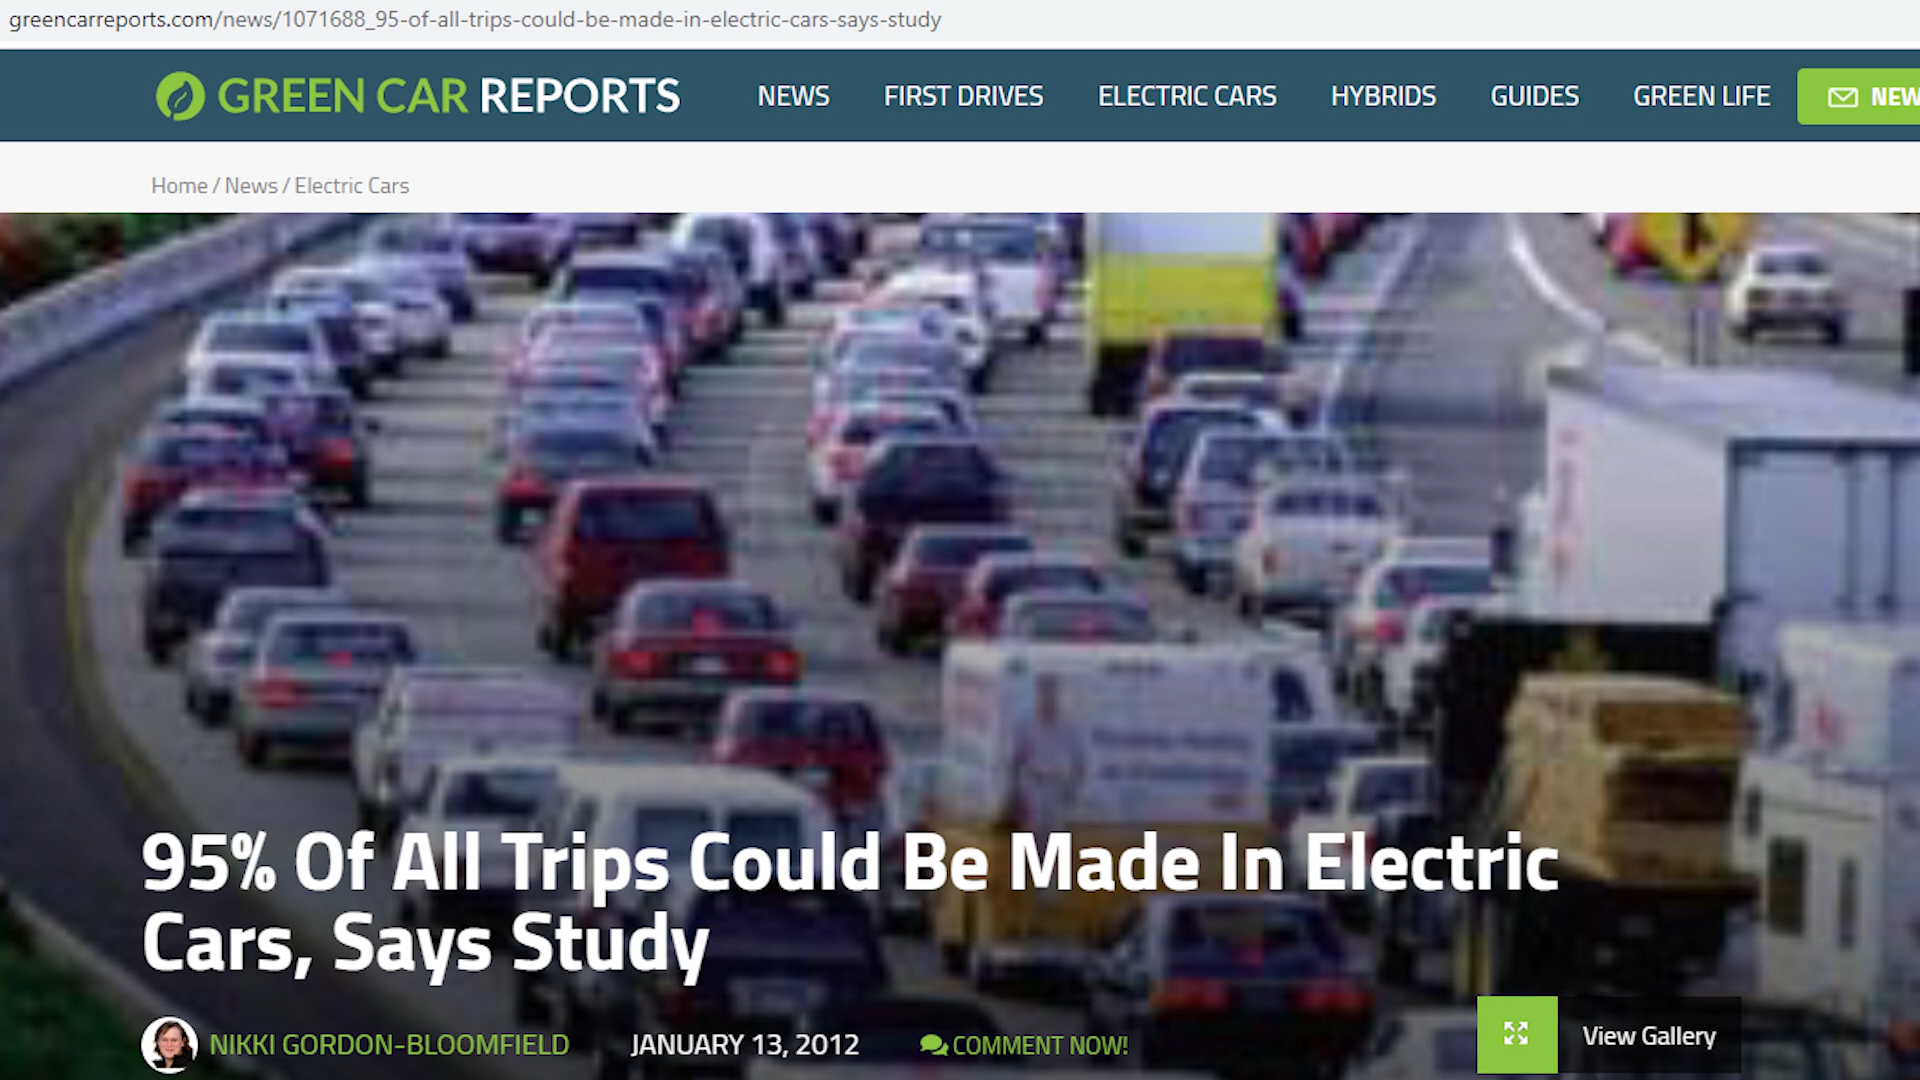 greencarreports.com/news/1071688_95-of-all-trips-could-be-made-in-electric-cars-says-study
GREEN CAR REPORTS NEWS FIRST DRIVES ELECTRIC CARS HYBRIDS GUIDES GREEN LIFE NEW
Home / News / Electric Cars
95% Of All Trips Could Be Made In Electric
Cars, Says Study
NIKKI GORDON-BLOOMFIELD JANUARY 13, 2012 COMMENT NOW! View Gallery